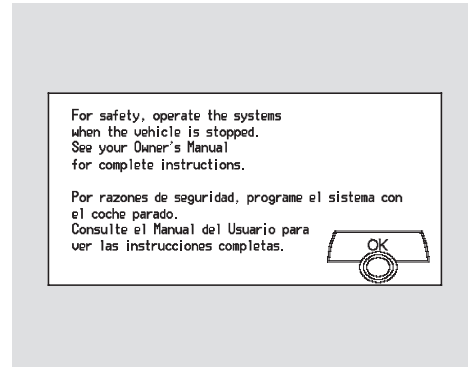 For safety, operate the systems
when the vehicle is stopped.
See your Owner's Manual
for complete instructions.
Por razones de seguridad, programe el sistema con
el coche parado.
Consulte el Manual del Usuario para
ver las instrucciones completas.
OK